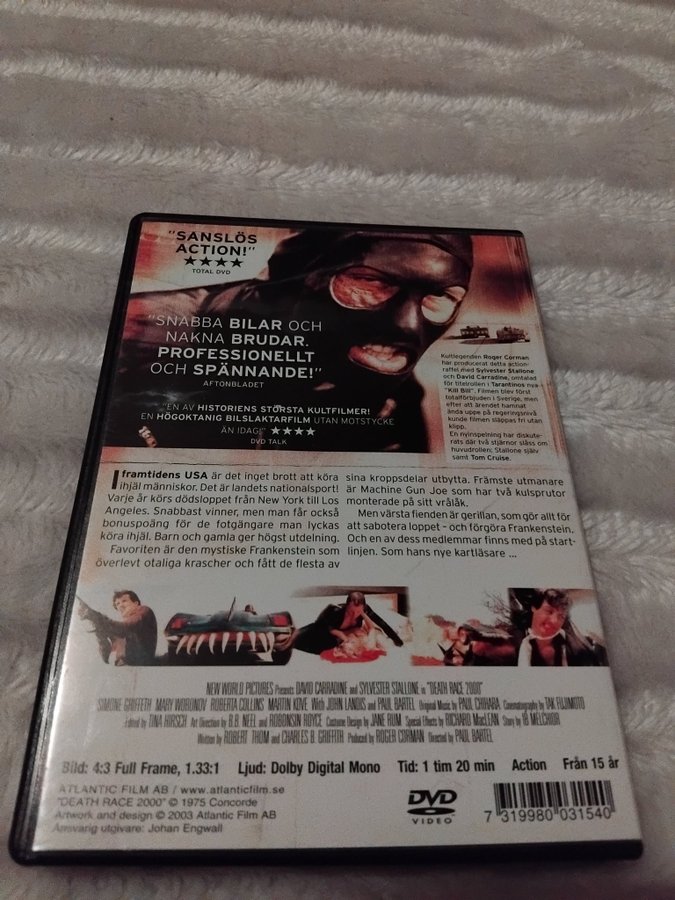 "SANSLÖS
ACTION!"
★★★★
TOTAL DVD
"SNABBA BILAR OCH
NAKNA BRUDAR.
PROFESSIONELLT
OCH SPÄNNANDE!"
AFTONBLADET
"EN AV HISTORIENS STÖRSTA KULTFILMER!
EN HÖGOKTANIG BILSLAKTARFILM UTAN MOTSTYCKE
ÄN IDAG!" ★★★★
DVD TALK
Kultlegenden Roger Corman
har producerat detta action-
raffel med Sylvester Stallone
och David Carradine, omtalad
för titelrollen i Tarantinos nya
"Kill Bill". Filmen blev först
totalförbjuden i Sverige, men
efter att ärendet hamnat
ända uppe på regeringsnivå
kunde filmen släppas fri utan
klipp.
En nyinspelning har diskute-
rats där två stjärnor slåss om
huvudrollen; Stallone själv
samt Tom Cruise.
I framtidens USA är det inget brott att köra
ihjäl människor. Det är landets nationalsport!
Varje år körs dödsloppet från New York till Los
Angeles. Snabbast vinner, men man får också
bonuspoäng för de fotgängare man lyckas
köra ihjäl. Barn och gamla ger högst utdelning.
Favoriten är den mystiske Frankenstein som
överlevt otaliga krascher och fått de flesta av
sina kroppsdelar utbytta. Främste utmanare
är Machine Gun Joe som har två kulsprutor
monterade på sitt vrålåk.
Men värsta fienden är gerillan, som gör allt för
att sabotera loppet - och förgöra Frankenstein.
Och en av dess medlemmar finns med på start-
linjen. Som hans nye kartläsare ...
NEW WORLD PICTURES Presents DAVID CARRADINE and SYLVESTER STALLONE in "DEATH RACE 2000"
SIMONE GRIFFETH MARY WORONOV ROBERTA COLLINS MARTIN KOVE With JOHN LANDIS and PAUL BARTEL Original Music by PAUL CHIHARA Cinematography by TAK FUJIMOTO
Edited by TINA HIRSCH Art Direction by B.B. NEEL and ROBONSIN ROYCE Costume Design by JANE RUM Special Effects by RICHARD MacLEAN Story by IB MELCHIOR
Written by ROBERT THOM and CHARLES B. GRIFFITH Produced by ROGER CORMAN Directed by PAUL BARTEL
Bild: 4:3 Full Frame, 1.33:1 Ljud: Dolby Digital Mono Tid: 1 tim 20 min Action Från 15 år
ATLANTIC FILM AB / www.atlanticfilm.se
"DEATH RACE 2000" © 1975 Concorde
Artwork and design © 2003 Atlantic Film AB
Ansvarig utgivare: Johan Engwall
DVD
VIDEO
7 319980 031540